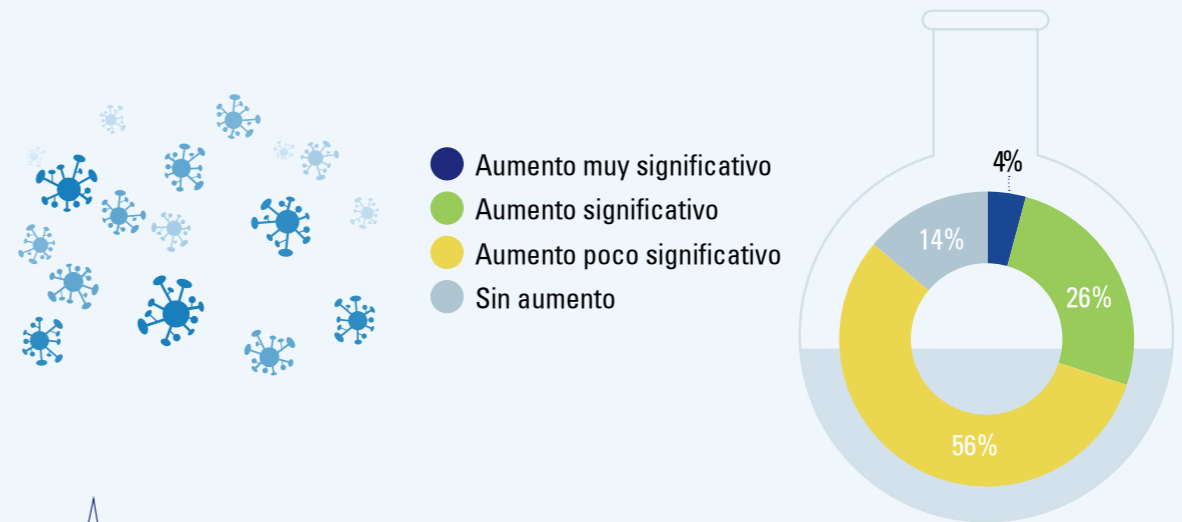 Aumento muy significativo
Aumento significativo
Aumento poco significativo
Sin aumento
4%
14%
26%
56%